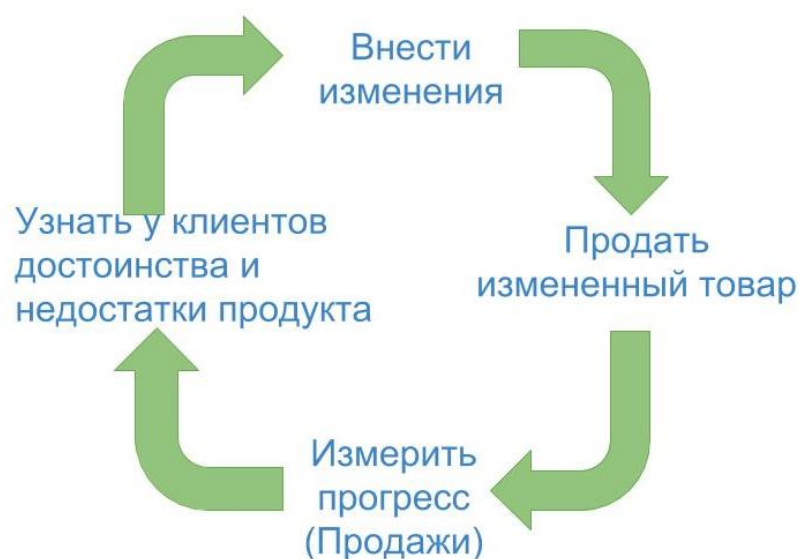 Внести
изменения
Продать
измененный товар
Измерить
прогресс
(Продажи)
Узнать у клиентов
достоинства и
недостатки продукта